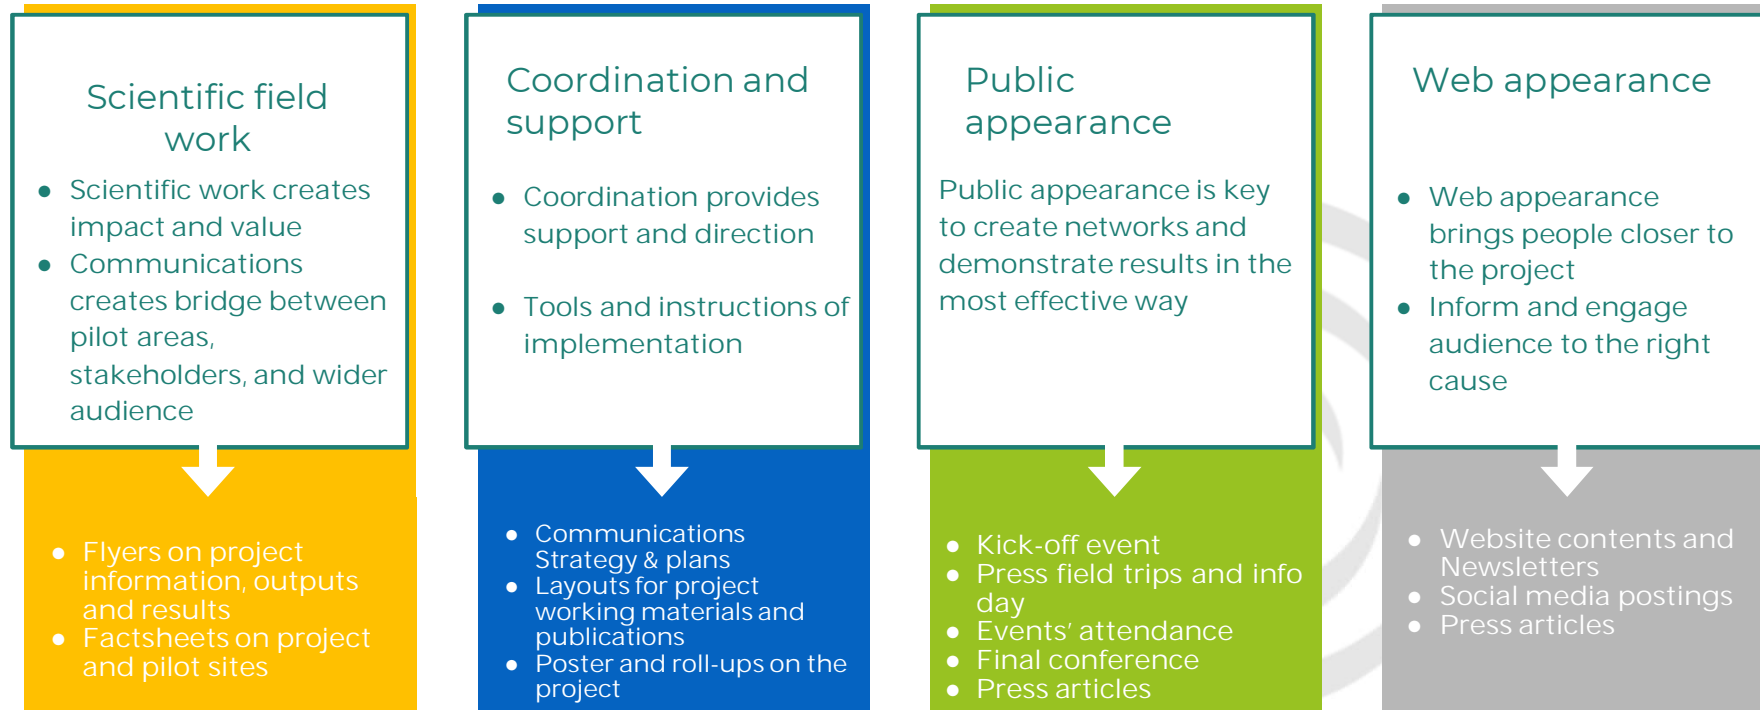 Scientific field
work
● Scientific work creates
impact and value
● Communications
creates bridge between
pilot areas,
stakeholders, and wider
audience
● Flyers on project
information, outputs
and results
● Factsheets on project
and pilot sites
Coordination and
support
● Coordination provides
support and direction
● Tools and instructions of
implementation
● Communications
Strategy & plans
● Layouts for project
working materials and
publications
● Poster and roll-ups on the
project
Public
appearance
Public appearance is key
to create networks and
demonstrate results in the
most effective way
● Kick-off event
● Press field trips and info
day
● Events’ attendance
● Final conference
● Press articles
Web appearance
● Web appearance
brings people closer to
the project
● Inform and engage
audience to the right
cause
● Website contents and
Newsletters
● Social media postings
● Press articles